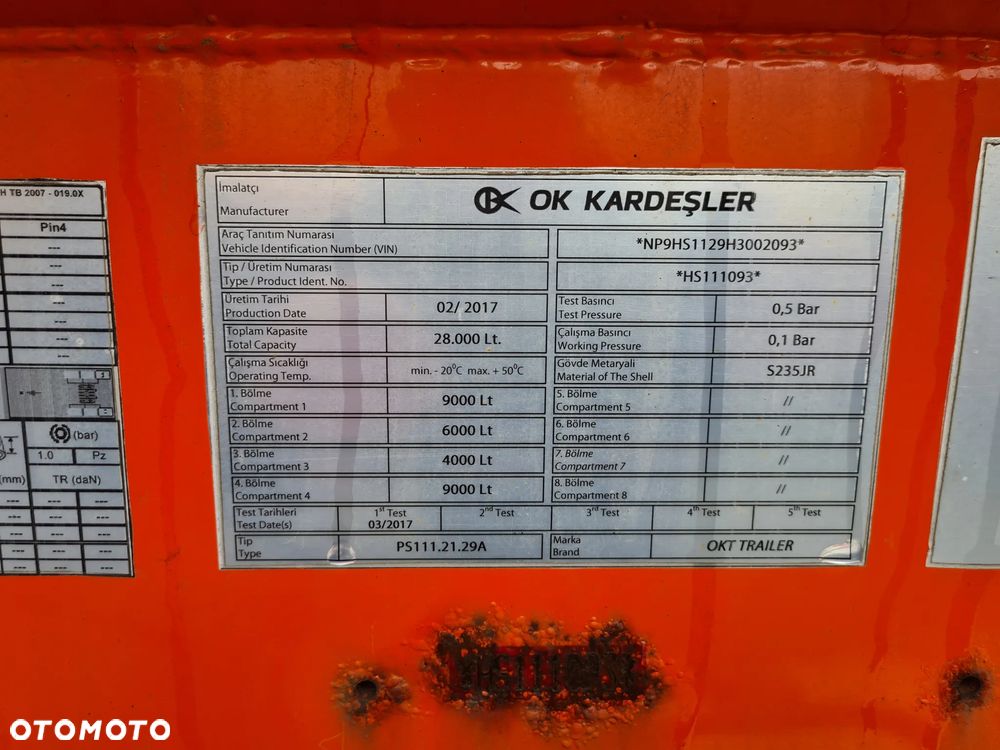 H TB 2007 - 019.0X
Pin4
---
---
---
---
---
---
---
(bar)
1.0 Pz
(mm) TR (daN)
--- --- ---
--- --- ---
--- --- ---
--- --- ---
--- --- ---
İmalatçı
Manufacturer
OK KARDEŞLER
Araç Tanıtım Numarası
Vehicle Identification Number (VIN)
*NP9HS1129H3002093*
Tip / Üretim Numarası
Type / Product Ident. No.
*HS111093*
Üretim Tarihi
Production Date
02/ 2017
Test Basıncı
Test Pressure
0,5 Bar
Toplam Kapasite
Total Capacity
28.000 Lt.
Çalışma Basıncı
Working Pressure
0,1 Bar
Çalışma Sıcaklığı
Operating Temp.
min. - 20⁰C max. + 50⁰C
Gövde Metaryali
Material of The Shell
S235JR
1. Bölme
Compartment 1
9000 Lt
5. Bölme
Compartment 5
//
2. Bölme
Compartment 2
6000 Lt
6. Bölme
Compartment 6
//
3. Bölme
Compartment 3
4000 Lt
7. Bölme
Compartment 7
//
4. Bölme
Compartment 4
9000 Lt
8. Bölme
Compartment 8
//
Test Tarihleri
Test Date(s)
1st Test
03/2017
2nd Test
3rd Test
4th Test
5th Test
Tip
Type
PS111.21.29A
Marka
Brand
OKT TRAILER
OTOMOTO